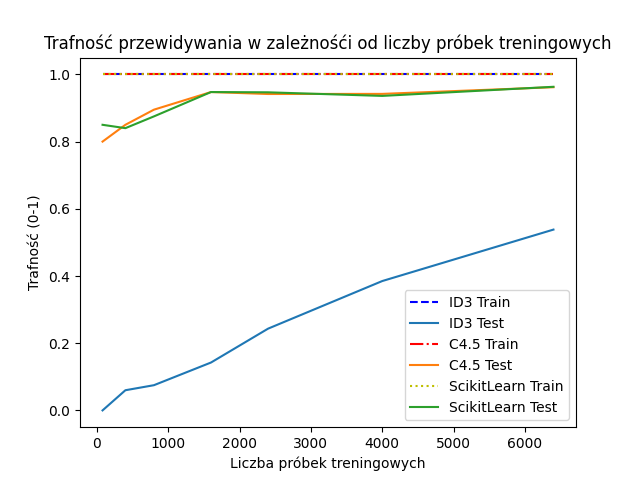 Trafność przewidywania w zależnośći od liczby próbek treningowych
1.0
0.8
0.6
0.4
0.2
0.0
Trafność (0-1)
0 1000 2000 3000 4000 5000 6000
Liczba próbek treningowych
ID3 Train
ID3 Test
C4.5 Train
C4.5 Test
ScikitLearn Train
ScikitLearn Test